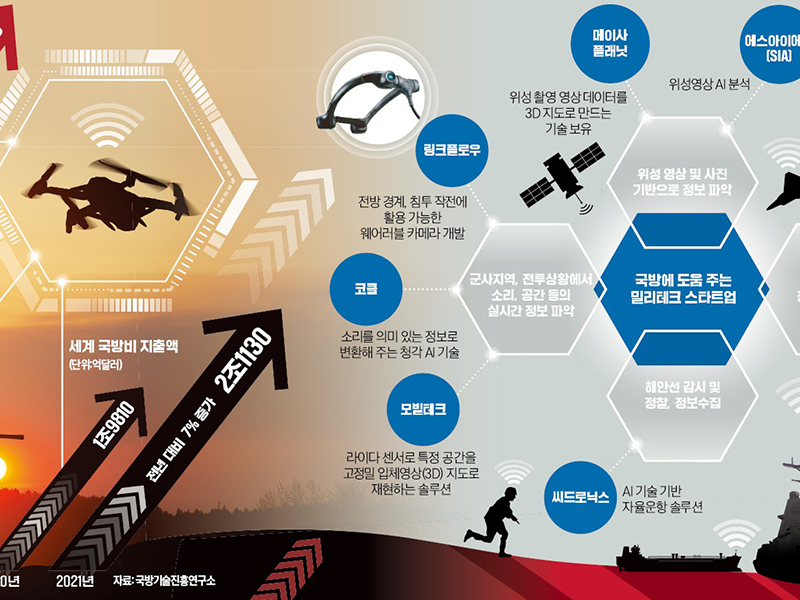 세계 국방비 지출액
(단위:억달러)
1조9810
전년 대비 7% 증가 2조1130
0년
2021년
자료: 국방기술진흥연구소
링크플로우
전방 경계, 침투 작전에
활용 가능한
웨어러블 카메라 개발
코클
소리를 의미 있는 정보로
변환해 주는 청각 AI 기술
모빌테크
라이다 센서로 특정 공간을
고정밀 입체영상(3D) 지도로
재현하는 솔루션
메이사
플래닛
위성 촬영 영상 데이터를
3D 지도로 만드는
기술 보유
에스아이에
(SIA)
위성영상 AI 분석
위성 영상 및 사진
기반으로 정보 파악
군사지역, 전투상황에서
소리, 공간 등의
실시간 정보 파악
국방에 도움 주는
밀리테크 스타트업
해안선 감시 및
정찰, 정보수집
씨드로닉스
AI 기술 기반
자율운항 솔루션